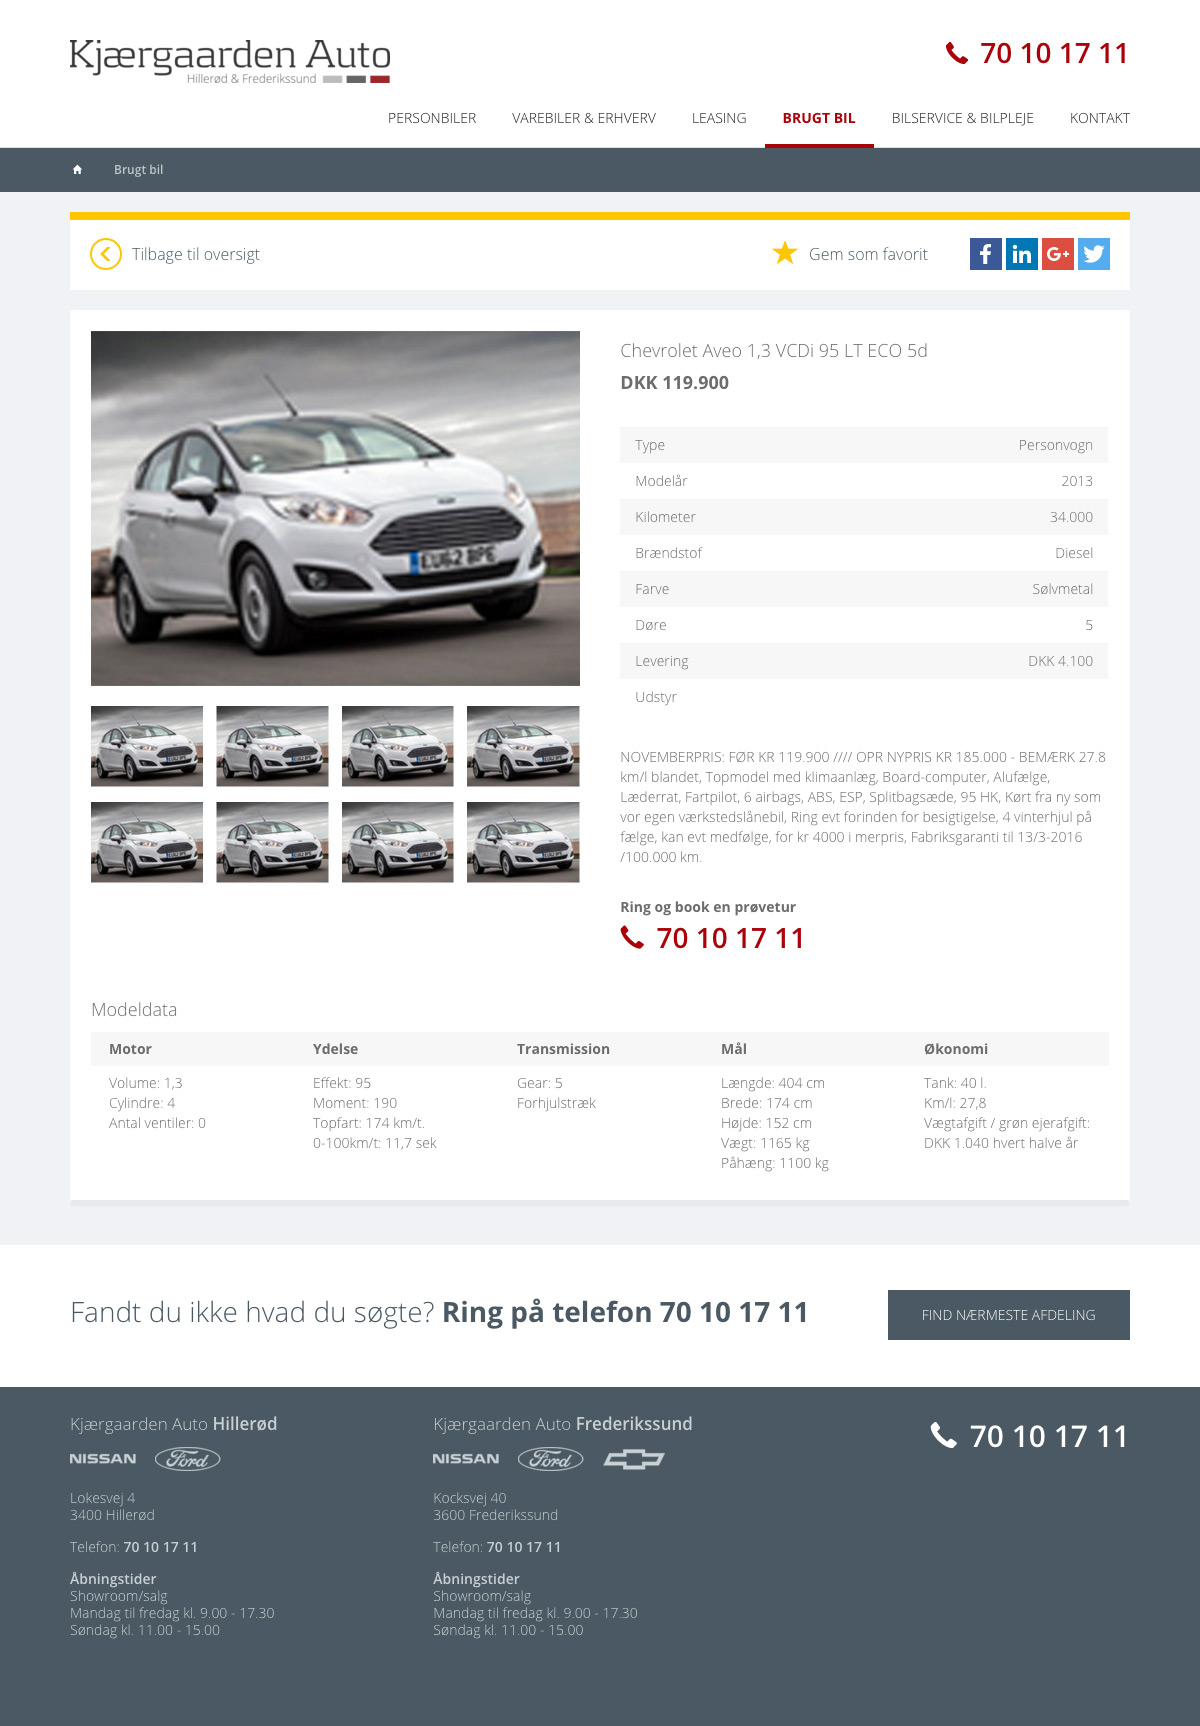 Kjærgaarden Auto
Hillerød & Frederikssund
70 10 17 11
PERSONBILER VAREBILER & ERHVERV LEASING BRUGT BIL BILSERVICE & BILPLEJE KONTAKT
Brugt bil
Tilbage til oversigt
Gem som favorit
f in G+
Chevrolet Aveo 1,3 VCDi 95 LT ECO 5d
DKK 119.900
Type Personvogn
Modelår 2013
Kilometer 34.000
Brændstof Diesel
Farve Sølvmetal
Døre 5
Levering DKK 4.100
Udstyr
EU62 BPE
NOVEMBERPRIS: FØR KR 119.900 //// OPR NYPRIS KR 185.000 - BEMÆRK 27.8
km/l blandet, Topmodel med klimaanlæg, Board-computer, Alufælge,
Læderrat, Fartpilot, 6 airbags, ABS, ESP, Splitbagsæde, 95 HK, Kørt fra ny som
vor egen værkstedslånebil, Ring evt forinden for besigtigelse, 4 vinterhjul på
fælge, kan evt medfølge, for kr 4000 i merpris, Fabriksgaranti til 13/3-2016
/100.000 km.
Ring og book en prøvetur
70 10 17 11
Modeldata
Motor Ydelse Transmission Mål Økonomi
Volume: 1,3 Effekt: 95 Gear: 5 Længde: 404 cm Tank: 40 l.
Cylindre: 4 Moment: 190 Forhjulstræk Brede: 174 cm Km/l: 27,8
Antal ventiler: 0 Topfart: 174 km/t. Højde: 152 cm Vægtafgift / grøn ejerafgift:
0-100km/t: 11,7 sek Vægt: 1165 kg DKK 1.040 hvert halve år
Påhæng: 1100 kg
Fandt du ikke hvad du søgte? Ring på telefon 70 10 17 11
FIND NÆRMESTE AFDELING
Kjærgaarden Auto Hillerød
NISSAN Ford
Lokesvej 4
3400 Hillerød
Telefon: 70 10 17 11
Åbningstider
Showroom/salg
Mandag til fredag kl. 9.00 - 17.30
Søndag kl. 11.00 - 15.00
Kjærgaarden Auto Frederikssund
NISSAN Ford
Kocksvej 40
3600 Frederikssund
Telefon: 70 10 17 11
Åbningstider
Showroom/salg
Mandag til fredag kl. 9.00 - 17.30
Søndag kl. 11.00 - 15.00
70 10 17 11